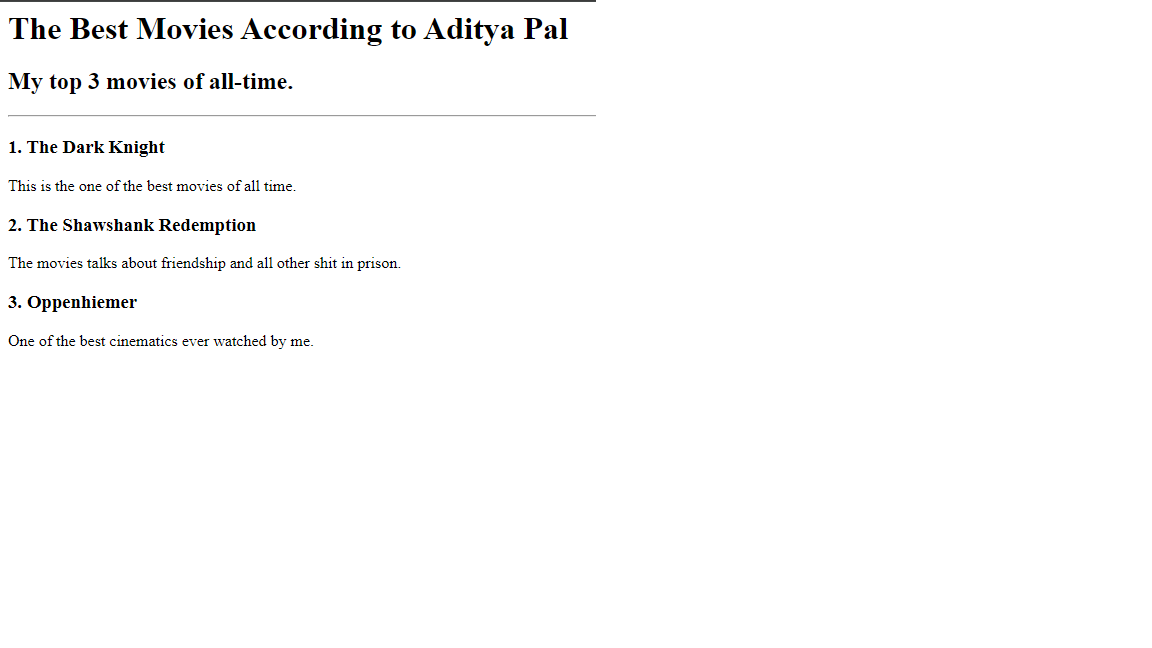 The Best Movies According to Aditya Pal
My top 3 movies of all-time.
1. The Dark Knight
This is the one of the best movies of all time.
2. The Shawshank Redemption
The movies talks about friendship and all other shit in prison.
3. Oppenhiemer
One of the best cinematics ever watched by me.